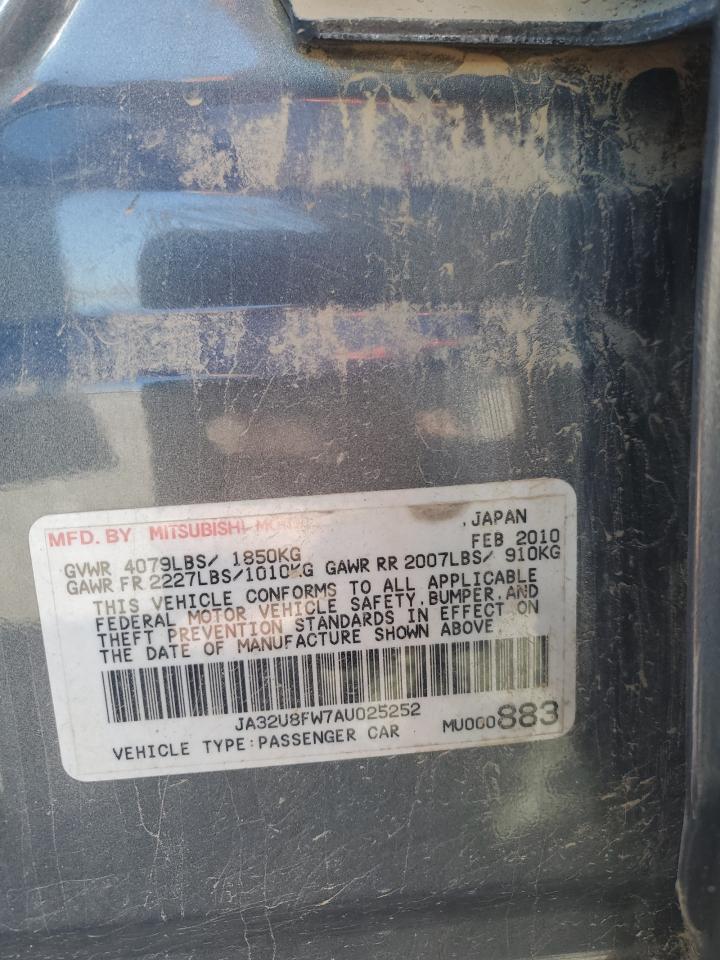 MFD. BY MITSUBISHI MOTO , JAPAN
FEB 2010
GVWR 4079LBS/ 1850KG
GAWR FR 2227LBS/1010KG GAWR RR 2007LBS/ 910KG
THIS VEHICLE CONFORMS TO ALL APPLICABLE
FEDERAL MOTOR VEHICLE SAFETY, BUMPER, AND
THEFT PREVENTION STANDARDS IN EFFECT ON
THE DATE OF MANUFACTURE SHOWN ABOVE
JA32U8FW7AU025252
VEHICLE TYPE:PASSENGER CAR MU000883